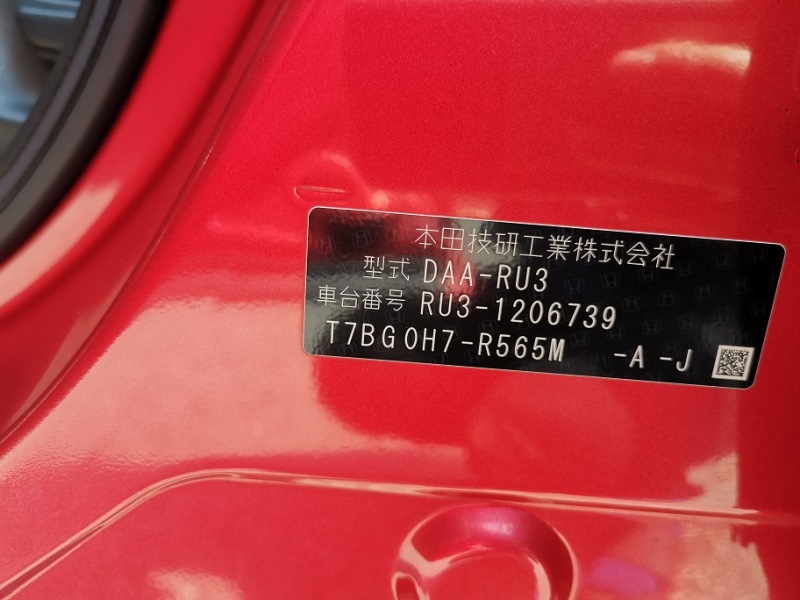 本田技研工業株式会社
型式 DAA-RU3
車台番号 RU3-1206739
T7BG0H7-R565M -A -J